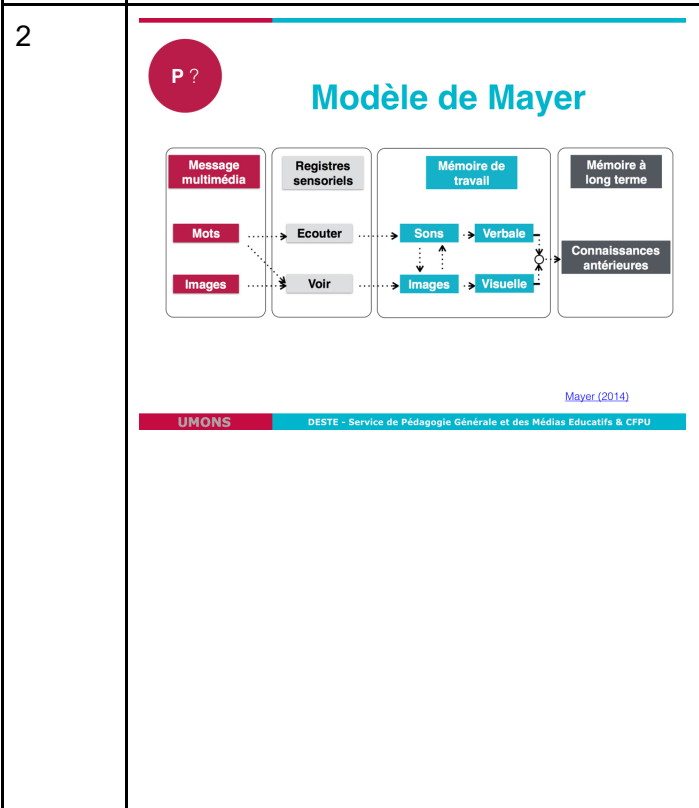 2
P ?
Modèle de Mayer
Message
multimédia
Registres
sensoriels
Mémoire de
travail
Mémoire à
long terme
Mots
Ecouter
Sons
Verbale
Connaissances
antérieures
Images
Voir
Images
Visuelle
Mayer (2014)
UMONS
DESTE - Service de Pédagogie Générale et des Médias Educatifs & CFPU